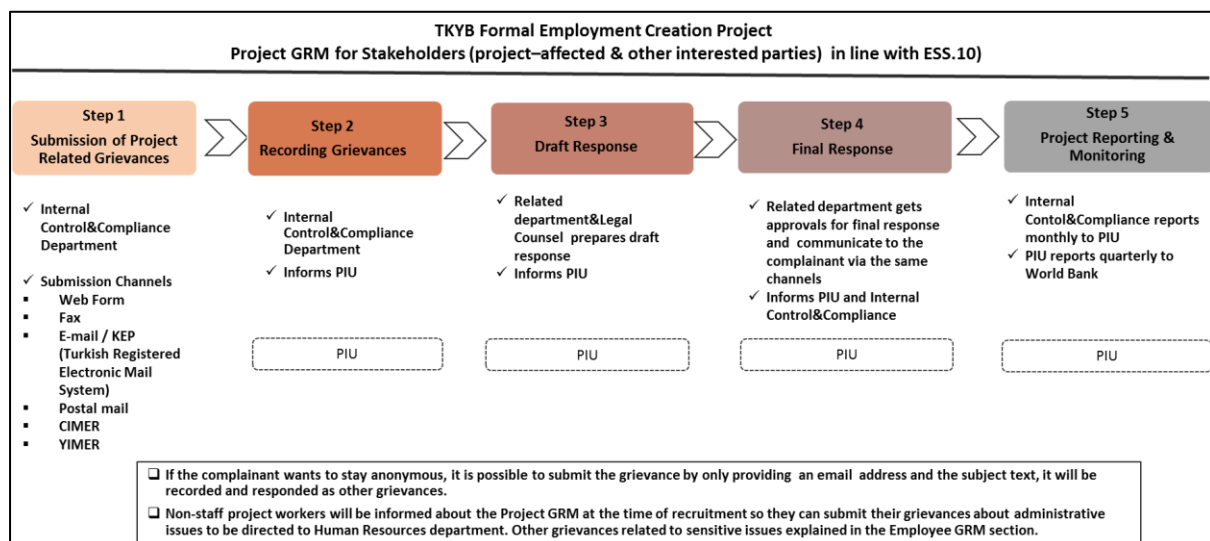 TKYB Formal Employment Creation Project
Project GRM for Stakeholders (project–affected & other interested parties) in line with ESS.10)
Step 1
Submission of Project
Related Grievances
Step 2
Recording Grievances
Step 3
Draft Response
Step 4
Final Response
Step 5
Project Reporting &
Monitoring
✓ Internal
Control&Compliance
Department
✓ Submission Channels
▪ Web Form
▪ Fax
▪ E-mail / KEP
(Turkish Registered
Electronic Mail
System)
▪ Postal mail
▪ CIMER
▪ YIMER
✓ Internal
Control&Compliance
Department
✓ Informs PIU
PIU
✓ Related
department&Legal
Counsel prepares draft
response
✓ Informs PIU
PIU
✓ Related department gets
approvals for final response
and communicate to the
complainant via the same
channels
✓ Informs PIU and Internal
Control&Compliance
PIU
✓ Internal
Contol&Compliance reports
monthly to PIU
✓ PIU reports quarterly to
World Bank
PIU
❑ If the complainant wants to stay anonymous, it is possible to submit the grievance by only providing an email address and the subject text, it will be
recorded and responded as other grievances.
❑ Non-staff project workers will be informed about the Project GRM at the time of recruitment so they can submit their grievances about administrative
issues to be directed to Human Resources department. Other grievances related to sensitive issues explained in the Employee GRM section.